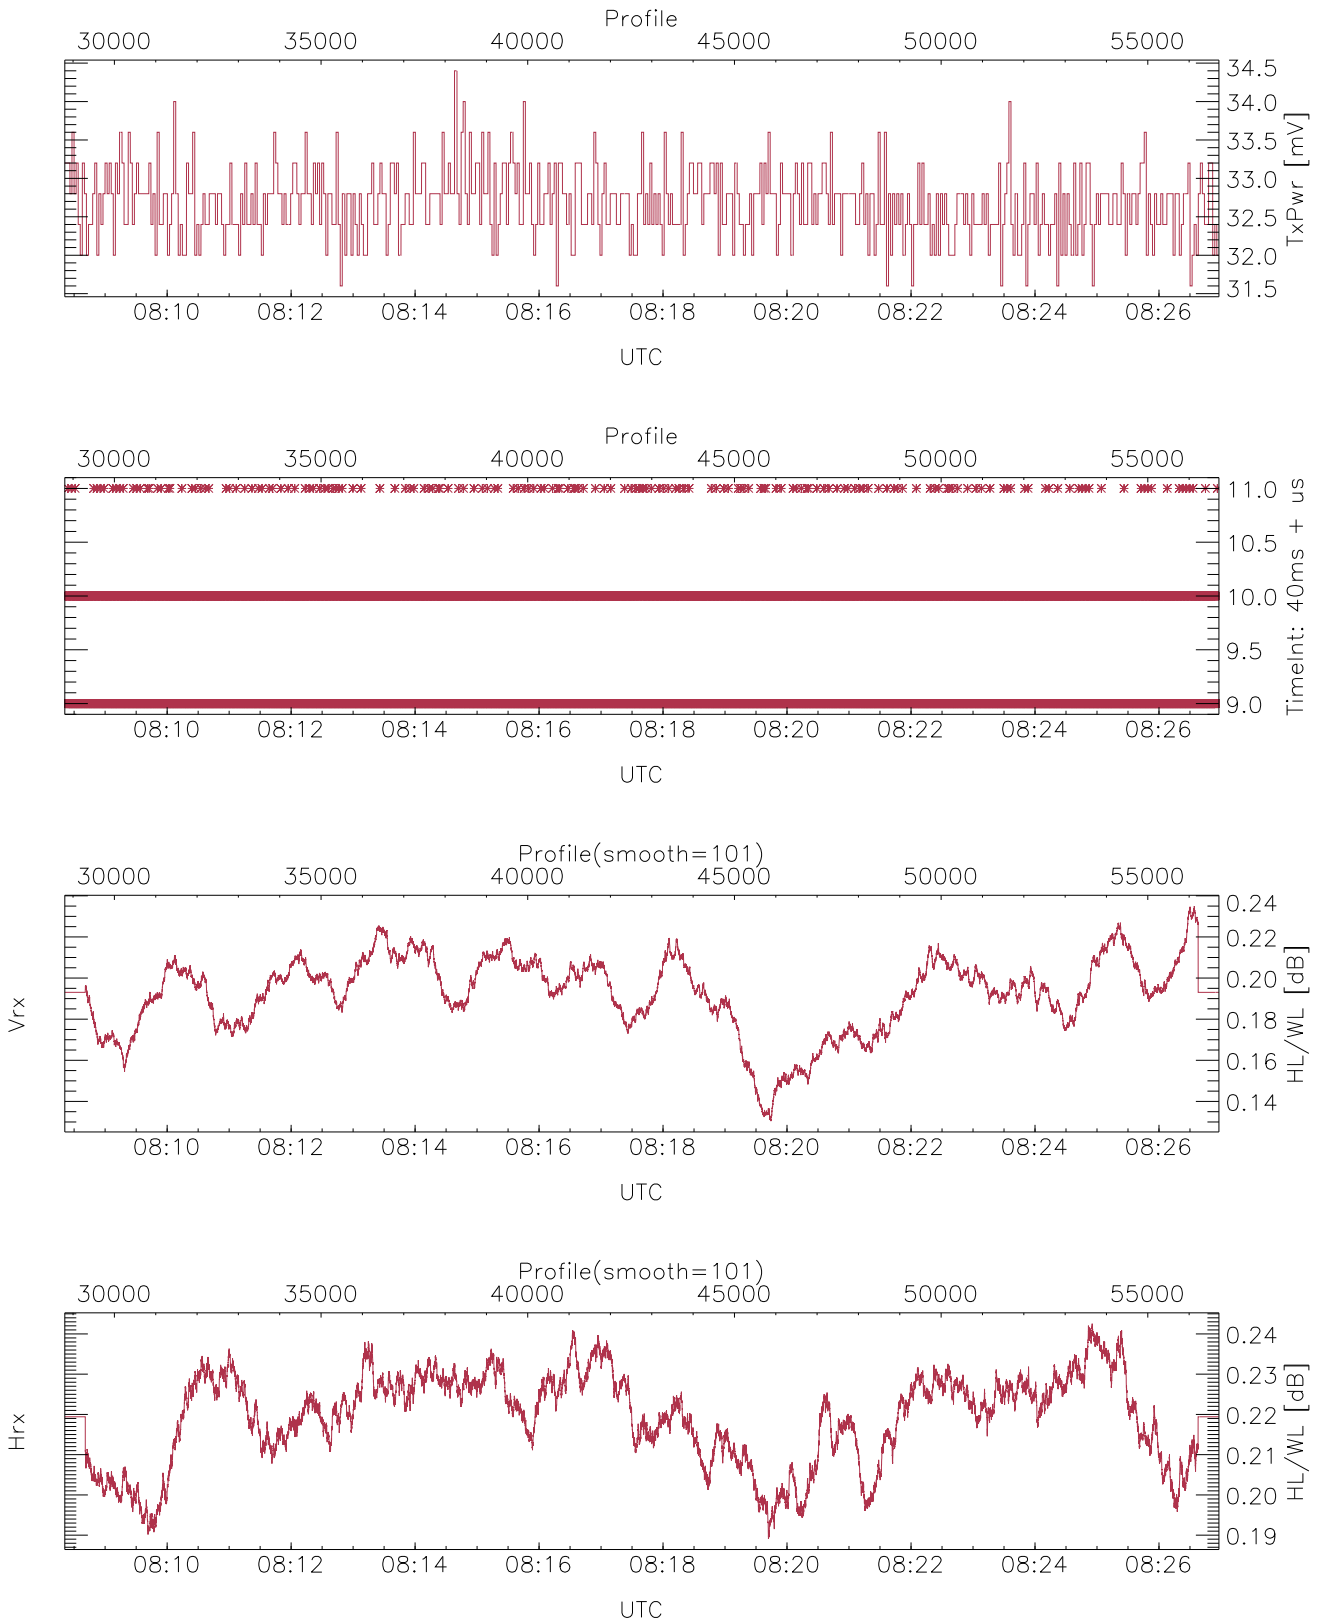 Profile
30000 35000 40000 45000 50000 55000
34.5
34.0
33.5
33.0
32.5
32.0
31.5
TxPwr [mV]
08:10 08:12 08:14 08:16 08:18 08:20 08:22 08:24 08:26
UTC
Profile
30000 35000 40000 45000 50000 55000
11.0
10.5
10.0
9.5
9.0
TimeInt: 40ms + us
08:10 08:12 08:14 08:16 08:18 08:20 08:22 08:24 08:26
UTC
Profile(smooth=101)
30000 35000 40000 45000 50000 55000
Vrx
0.24
0.22
0.20
0.18
0.16
0.14
HL/WL [dB]
08:10 08:12 08:14 08:16 08:18 08:20 08:22 08:24 08:26
UTC
Profile(smooth=101)
30000 35000 40000 45000 50000 55000
Hrx
0.24
0.23
0.22
0.21
0.20
0.19
HL/WL [dB]
08:10 08:12 08:14 08:16 08:18 08:20 08:22 08:24 08:26
UTC